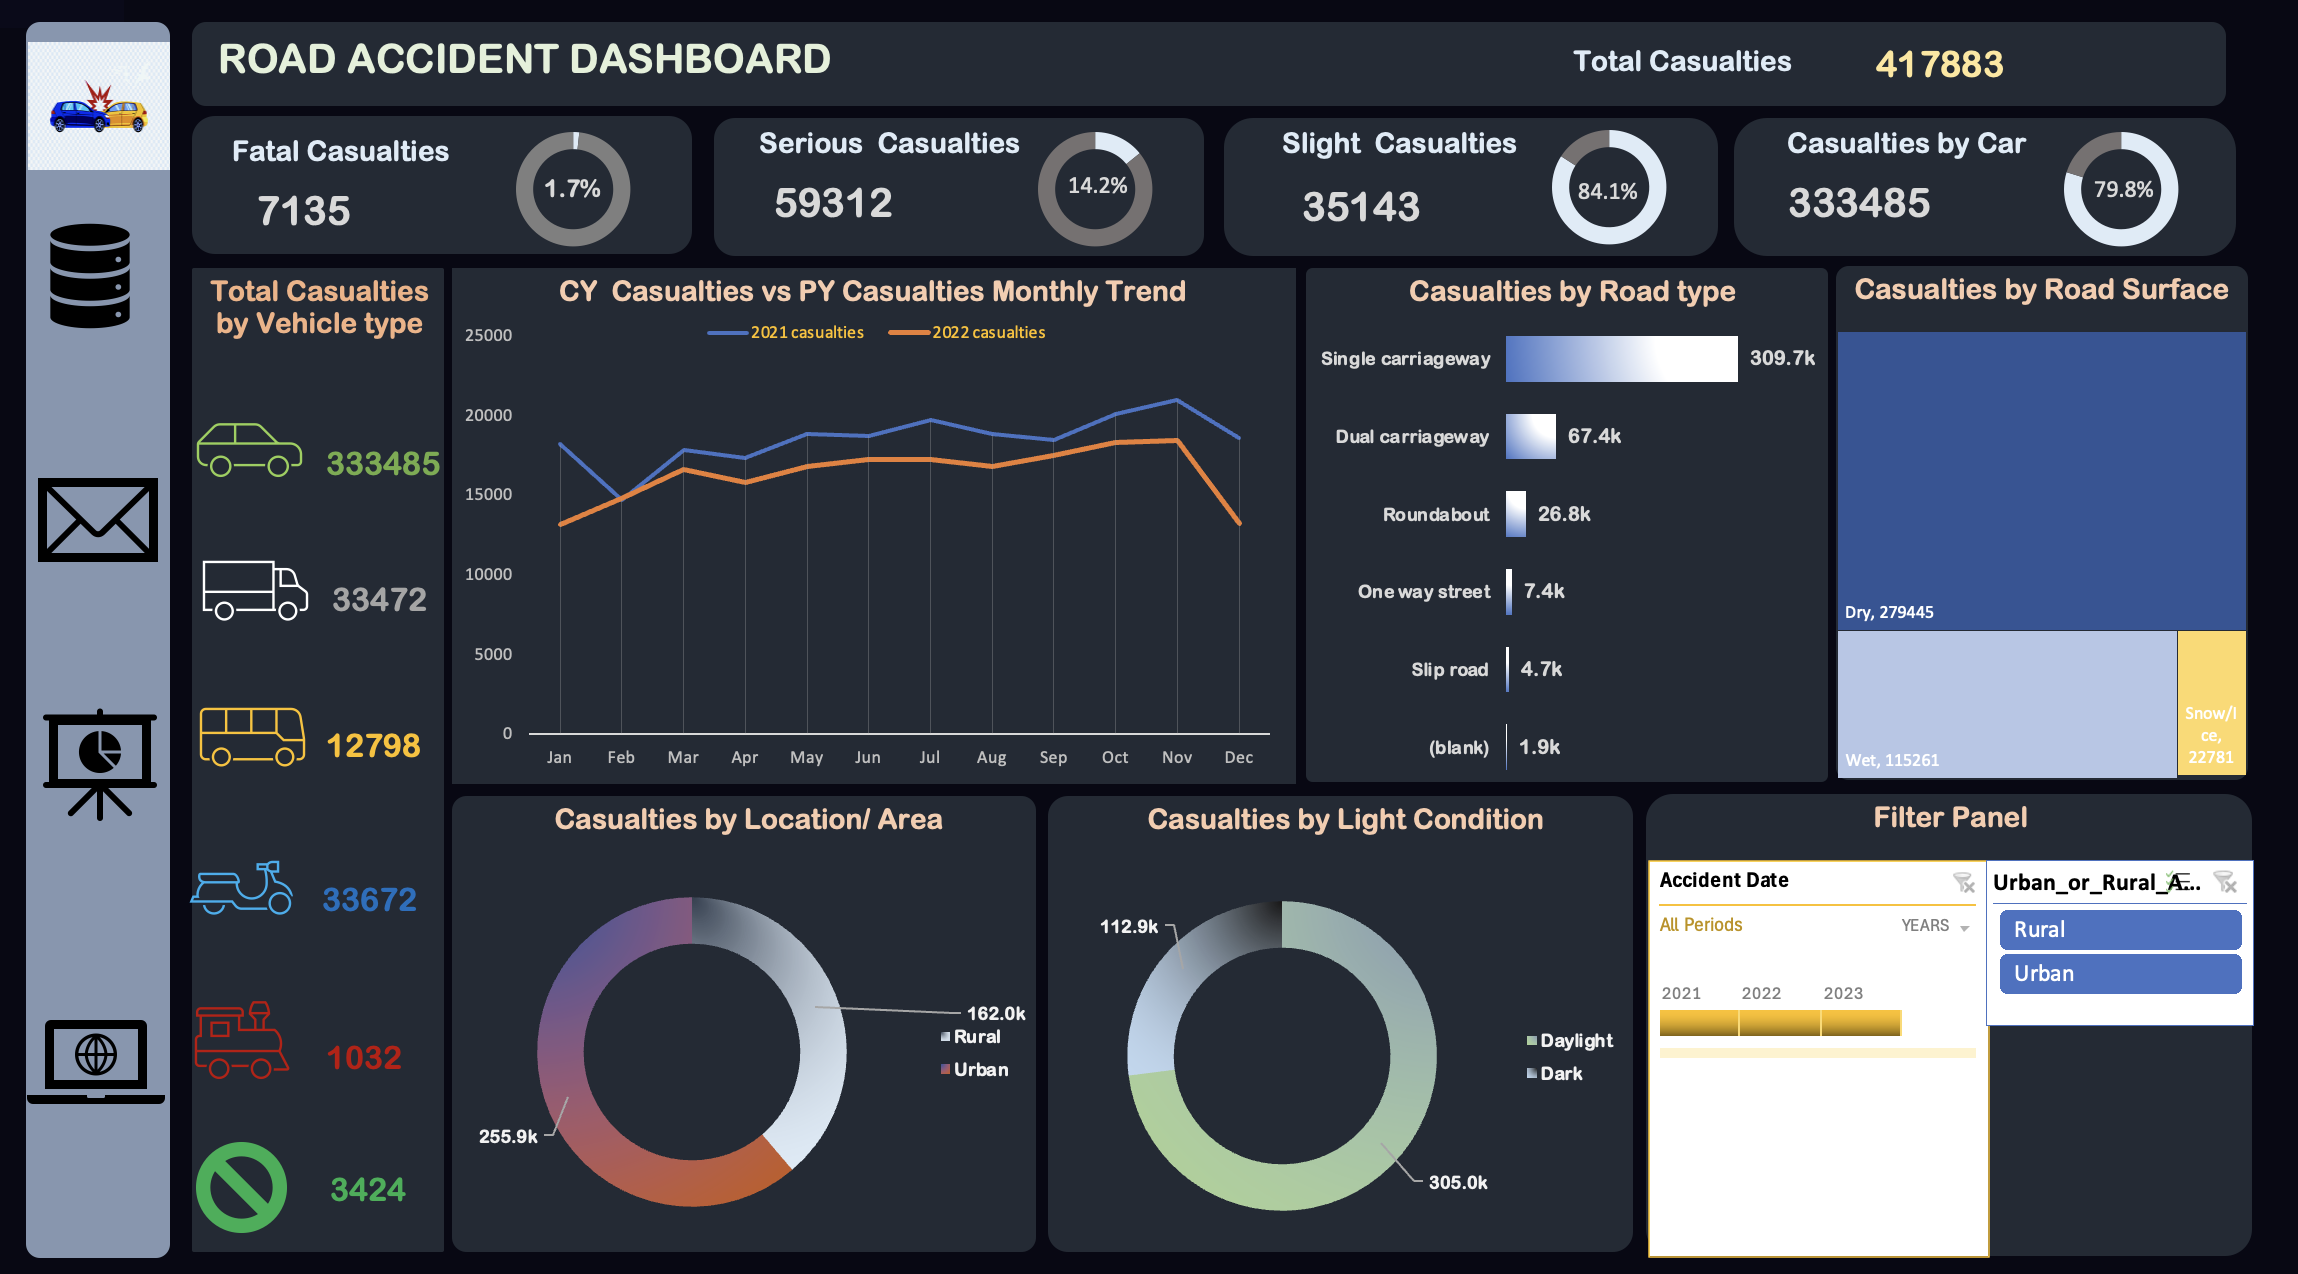 ROAD ACCIDENT DASHBOARD
Total Casualties
417883
Fatal Casualties
7135
1.7%
Serious Casualties
59312
14.2%
Slight Casualties
35143
84.1%
Casualties by Car
333485
79.8%
Total Casualties
by Vehicle type
333485
33472
12798
33672
1032
3424
CY Casualties vs PY Casualties Monthly Trend
2021 casualties
2022 casualties
25000
20000
15000
10000
5000
0
Jan
Feb
Mar
Apr
May
Jun
Jul
Aug
Sep
Oct
Nov
Dec
Casualties by Road type
Single carriageway
309.7k
Dual carriageway
67.4k
Roundabout
26.8k
One way street
7.4k
Slip road
4.7k
(blank)
1.9k
Casualties by Road Surface
Dry, 279445
Wet, 115261
Snow/I
ce,
22781
Casualties by Location/ Area
162.0k
255.9k
Rural
Urban
Casualties by Light Condition
112.9k
305.0k
Daylight
Dark
Filter Panel
Accident Date
All Periods
YEARS
2021
2022
2023
Urban_or_Rural_A...
Rural
Urban